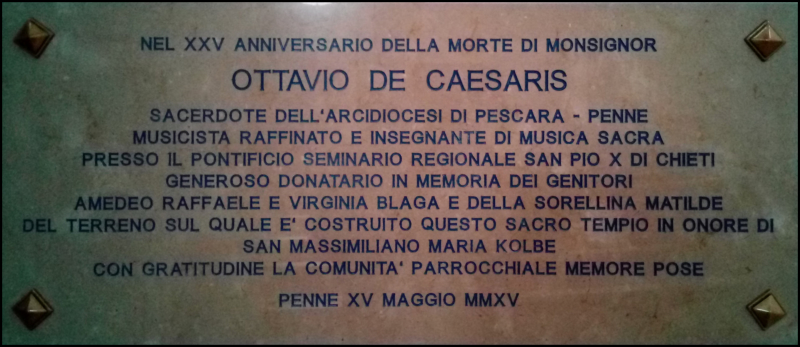 NEL XXV ANNIVERSARIO DELLA MORTE DI MONSIGNOR
OTTAVIO DE CAESARIS
SACERDOTE DELL'ARCIDIOCESI DI PESCARA - PENNE
MUSICISTA RAFFINATO E INSEGNANTE DI MUSICA SACRA
PRESSO IL PONTIFICIO SEMINARIO REGIONALE SAN PIO X DI CHIETI
GENEROSO DONATARIO IN MEMORIA DEI GENITORI
AMEDEO RAFFAELE E VIRGINIA BLAGA E DELLA SORELLINA MATILDE
DEL TERRENO SUL QUALE E' COSTRUITO QUESTO SACRO TEMPIO IN ONORE DI
SAN MASSIMILIANO MARIA KOLBE
CON GRATITUDINE LA COMUNITA' PARROCCHIALE MEMORE POSE
PENNE XV MAGGIO MMXV